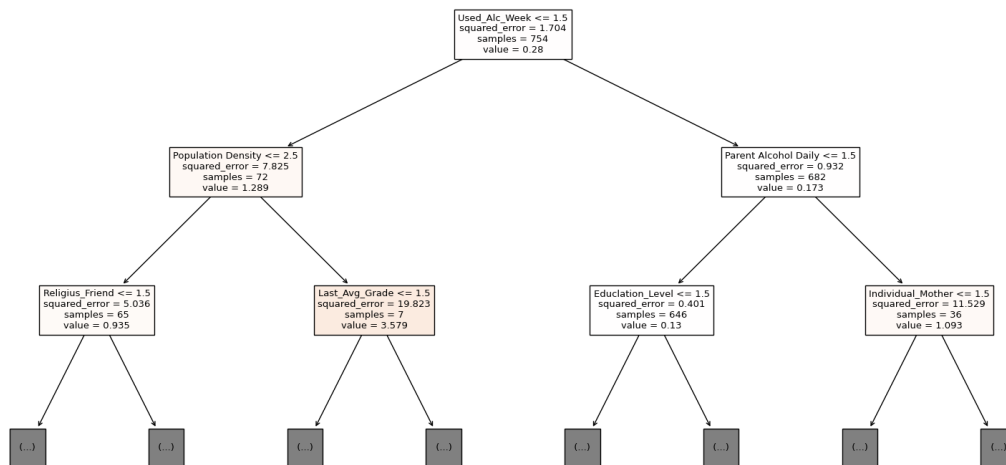 Used_Alc_Week <= 1.5
squared_error = 1.704
samples = 754
value = 0.28
Population Density <= 2.5
squared_error = 7.825
samples = 72
value = 1.289
Parent Alcohol Daily <= 1.5
squared_error = 0.932
samples = 682
value = 0.173
Religius_Friend <= 1.5
squared_error = 5.036
samples = 65
value = 0.935
Last_Avg_Grade <= 1.5
squared_error = 19.823
samples = 7
value = 3.579
Educlation_Level <= 1.5
squared_error = 0.401
samples = 646
value = 0.13
Individual_Mother <= 1.5
squared_error = 11.529
samples = 36
value = 1.093
(...)
(...)
(...)
(...)
(...)
(...)
(...)
(...)